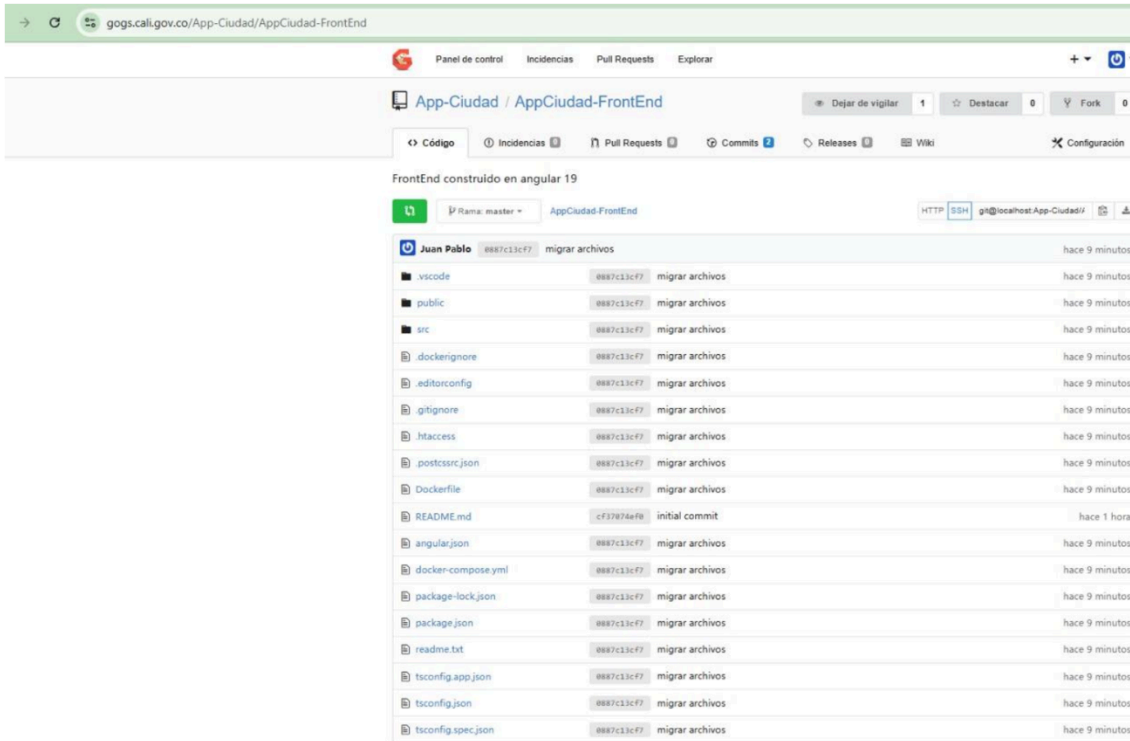 gogs.cali.gov.co/App-Ciudad/AppCiudad-FrontEnd
Panel de control Incidencias Pull Requests Explorar
App-Ciudad / AppCiudad-FrontEnd Dejar de vigilar 1 Destacar 0 Fork 0
Código Incidencias 0 Pull Requests 0 Commits 2 Releases 0 Wiki Configuración
FrontEnd construido en angular 19
Rama: master AppCiudad-FrontEnd HTTP SSH git@localhost:App-Ciudad/
Juan Pablo 0887c13cf7 migrar archivos hace 9 minutos
.vscode 0887c13cf7 migrar archivos hace 9 minutos
public 0887c13cf7 migrar archivos hace 9 minutos
src 0887c13cf7 migrar archivos hace 9 minutos
.dockerignore 0887c13cf7 migrar archivos hace 9 minutos
.editorconfig 0887c13cf7 migrar archivos hace 9 minutos
.gitignore 0887c13cf7 migrar archivos hace 9 minutos
.htaccess 0887c13cf7 migrar archivos hace 9 minutos
.postcssrc.json 0887c13cf7 migrar archivos hace 9 minutos
Dockerfile 0887c13cf7 migrar archivos hace 9 minutos
README.md cf37074ef0 initial commit hace 1 hora
angular.json 0887c13cf7 migrar archivos hace 9 minutos
docker-compose.yml 0887c13cf7 migrar archivos hace 9 minutos
package-lock.json 0887c13cf7 migrar archivos hace 9 minutos
package.json 0887c13cf7 migrar archivos hace 9 minutos
readme.txt 0887c13cf7 migrar archivos hace 9 minutos
tsconfig.app.json 0887c13cf7 migrar archivos hace 9 minutos
tsconfig.json 0887c13cf7 migrar archivos hace 9 minutos
tsconfig.spec.json 0887c13cf7 migrar archivos hace 9 minutos